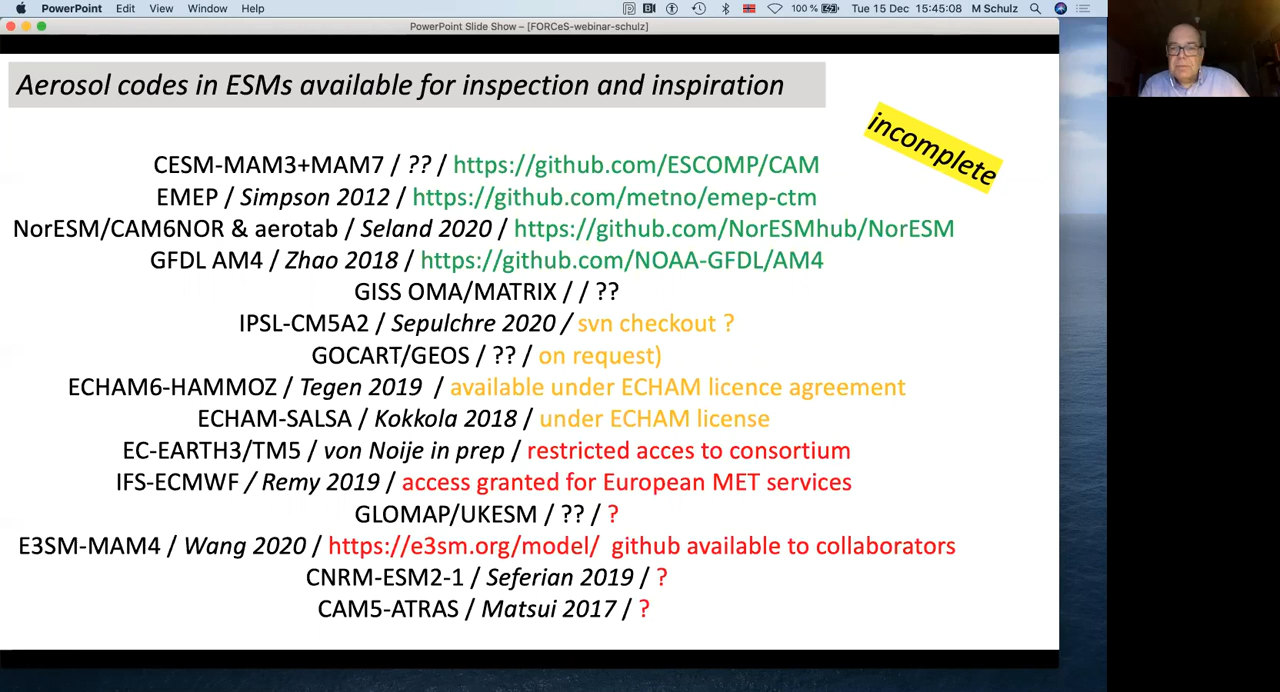 PowerPoint Edit View Window Help 100 % Tue 15 Dec 15:45:08 M Schulz
PowerPoint Slide Show – [FORCeS-webinar-schulz]
Aerosol codes in ESMs available for inspection and inspiration
incomplete
CESM-MAM3+MAM7 / ?? / https://github.com/ESCOMP/CAM
EMEP / Simpson 2012 / https://github.com/metno/emep-ctm
NorESM/CAM6NOR & aerotab / Seland 2020 / https://github.com/NorESMhub/NorESM
GFDL AM4 / Zhao 2018 / https://github.com/NOAA-GFDL/AM4
GISS OMA/MATRIX / / ??
IPSL-CM5A2 / Sepulchre 2020 / svn checkout ?
GOCART/GEOS / ?? / on request)
ECHAM6-HAMMOZ / Tegen 2019 / available under ECHAM licence agreement
ECHAM-SALSA / Kokkola 2018 / under ECHAM license
EC-EARTH3/TM5 / von Noije in prep / restricted acces to consortium
IFS-ECMWF / Remy 2019 / access granted for European MET services
GLOMAP/UKESM / ?? / ?
E3SM-MAM4 / Wang 2020 / https://e3sm.org/model/ github available to collaborators
CNRM-ESM2-1 / Seferian 2019 / ?
CAM5-ATRAS / Matsui 2017 / ?